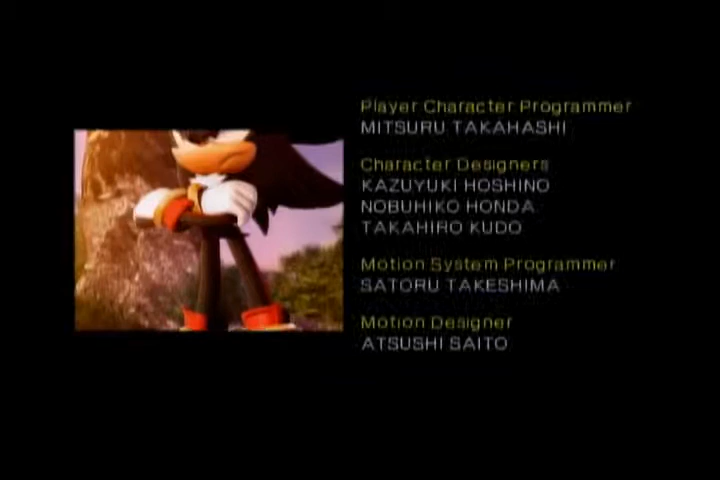 Player Character Programmer
MITSURU TAKAHASHI
Character Designers
KAZUYUKI HOSHINO
NOBUHIKO HONDA
TAKAHIRO KUDO
Motion System Programmer
SATORU TAKESHIMA
Motion Designer
ATSUSHI SAITO